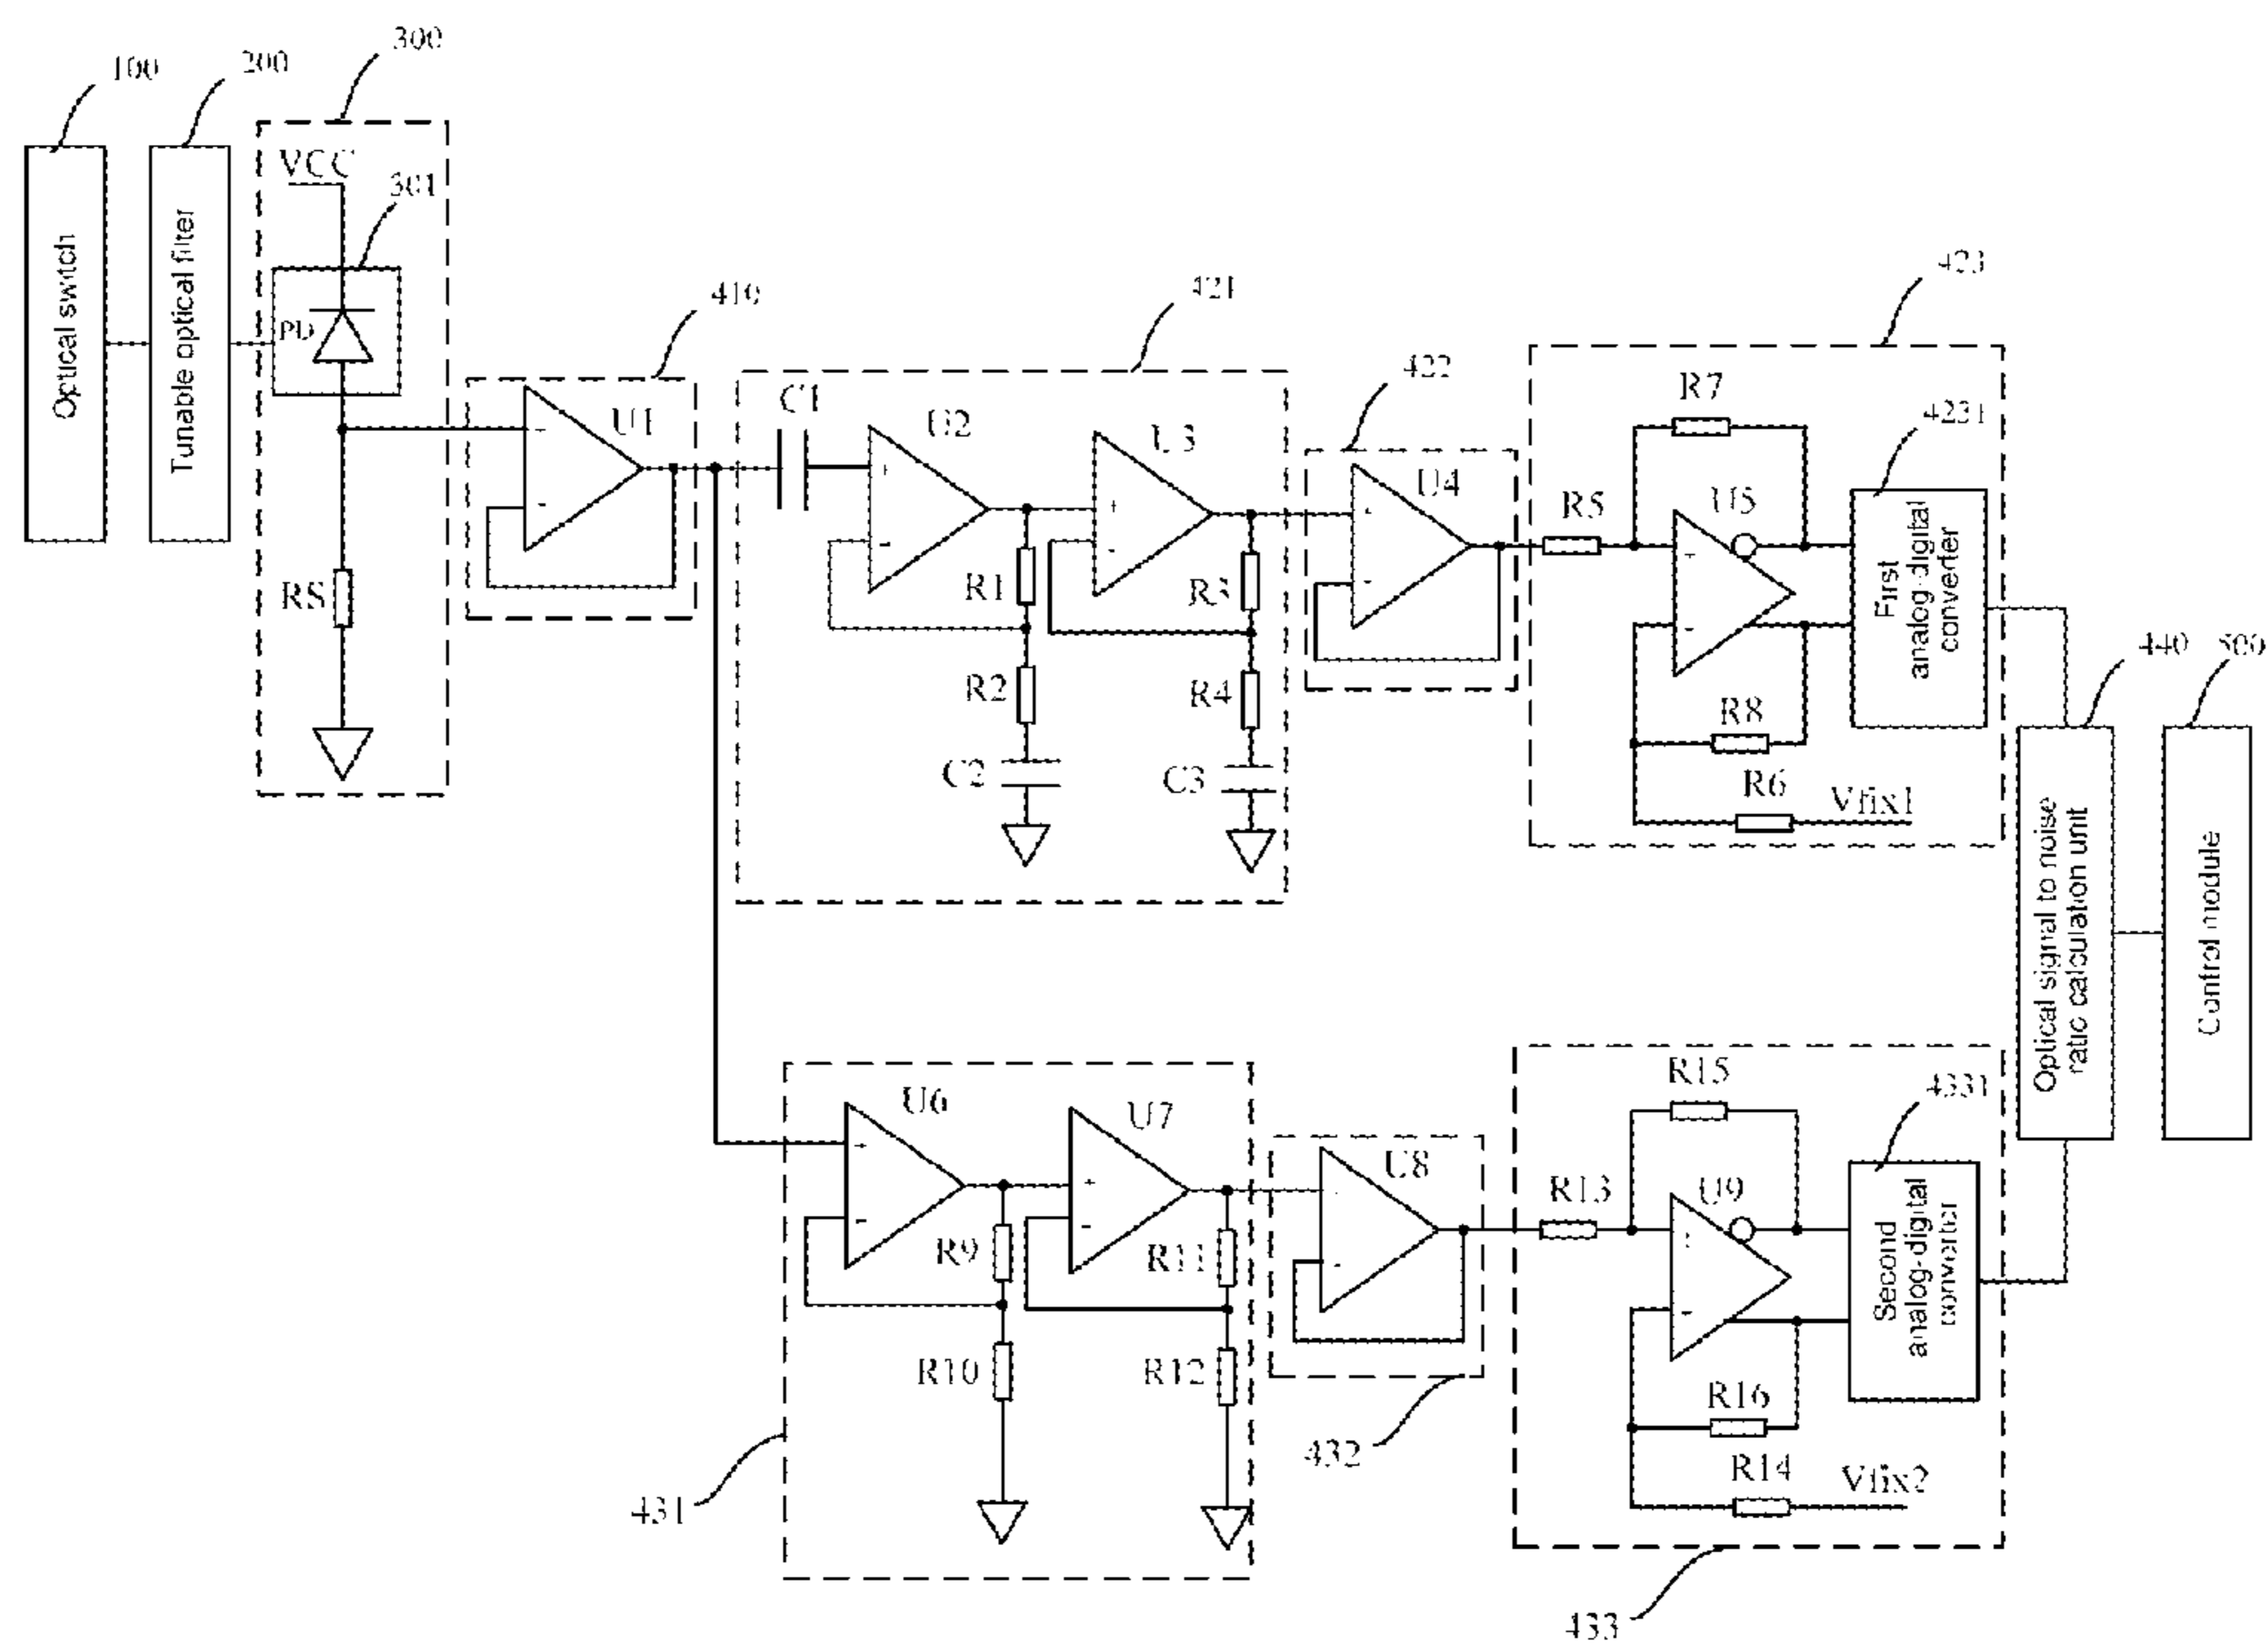 100
200
300
VCC
301
PD
RS
Optical switch
Tunable optical filter
410
U1
421
C1
U2
U3
R1
R2
C2
R3
R4
C3
422
U4
423
R7
4231
R5
U5
First
analog-digital
converter
R8
R6
Vfix1
440
500
Optical signal to noise
ratic calculation unit
Control module
U6
U7
R9
R10
R11
R12
431
U8
432
R15
4331
R13
U9
Second
analog-digital
converter
R16
R14
Vfix2
433